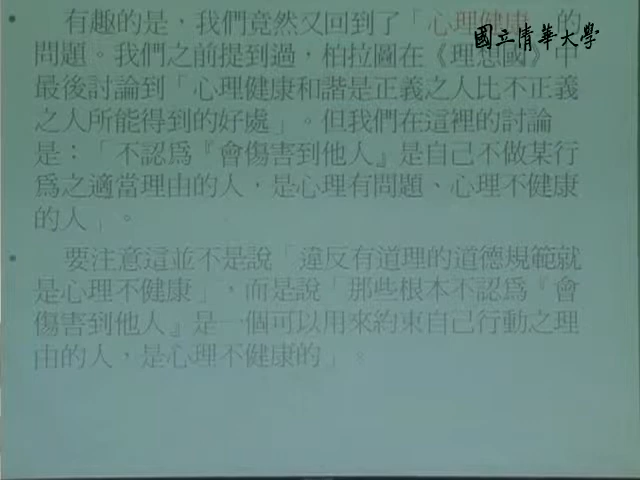 國立清華大學
• 有趣的是，我們竟然又回到了「心理健康」的
問題。我們之前提到過，柏拉圖在《理想國》中
最後討論到「心理健康和諧是正義之人比不正義
之人所能得到的好處」。但我們在這裡的討論
是：「不認爲『會傷害到他人』是自己不做某行
爲之適當理由的人，是心理有問題、心理不健康
的人」。
• 要注意這並不是說「違反有道理的道德規範就
是心理不健康」，而是說「那些根本不認爲『會
傷害到他人』是一個可以用來約束自己行動之理
由的人，是心理不健康的」。